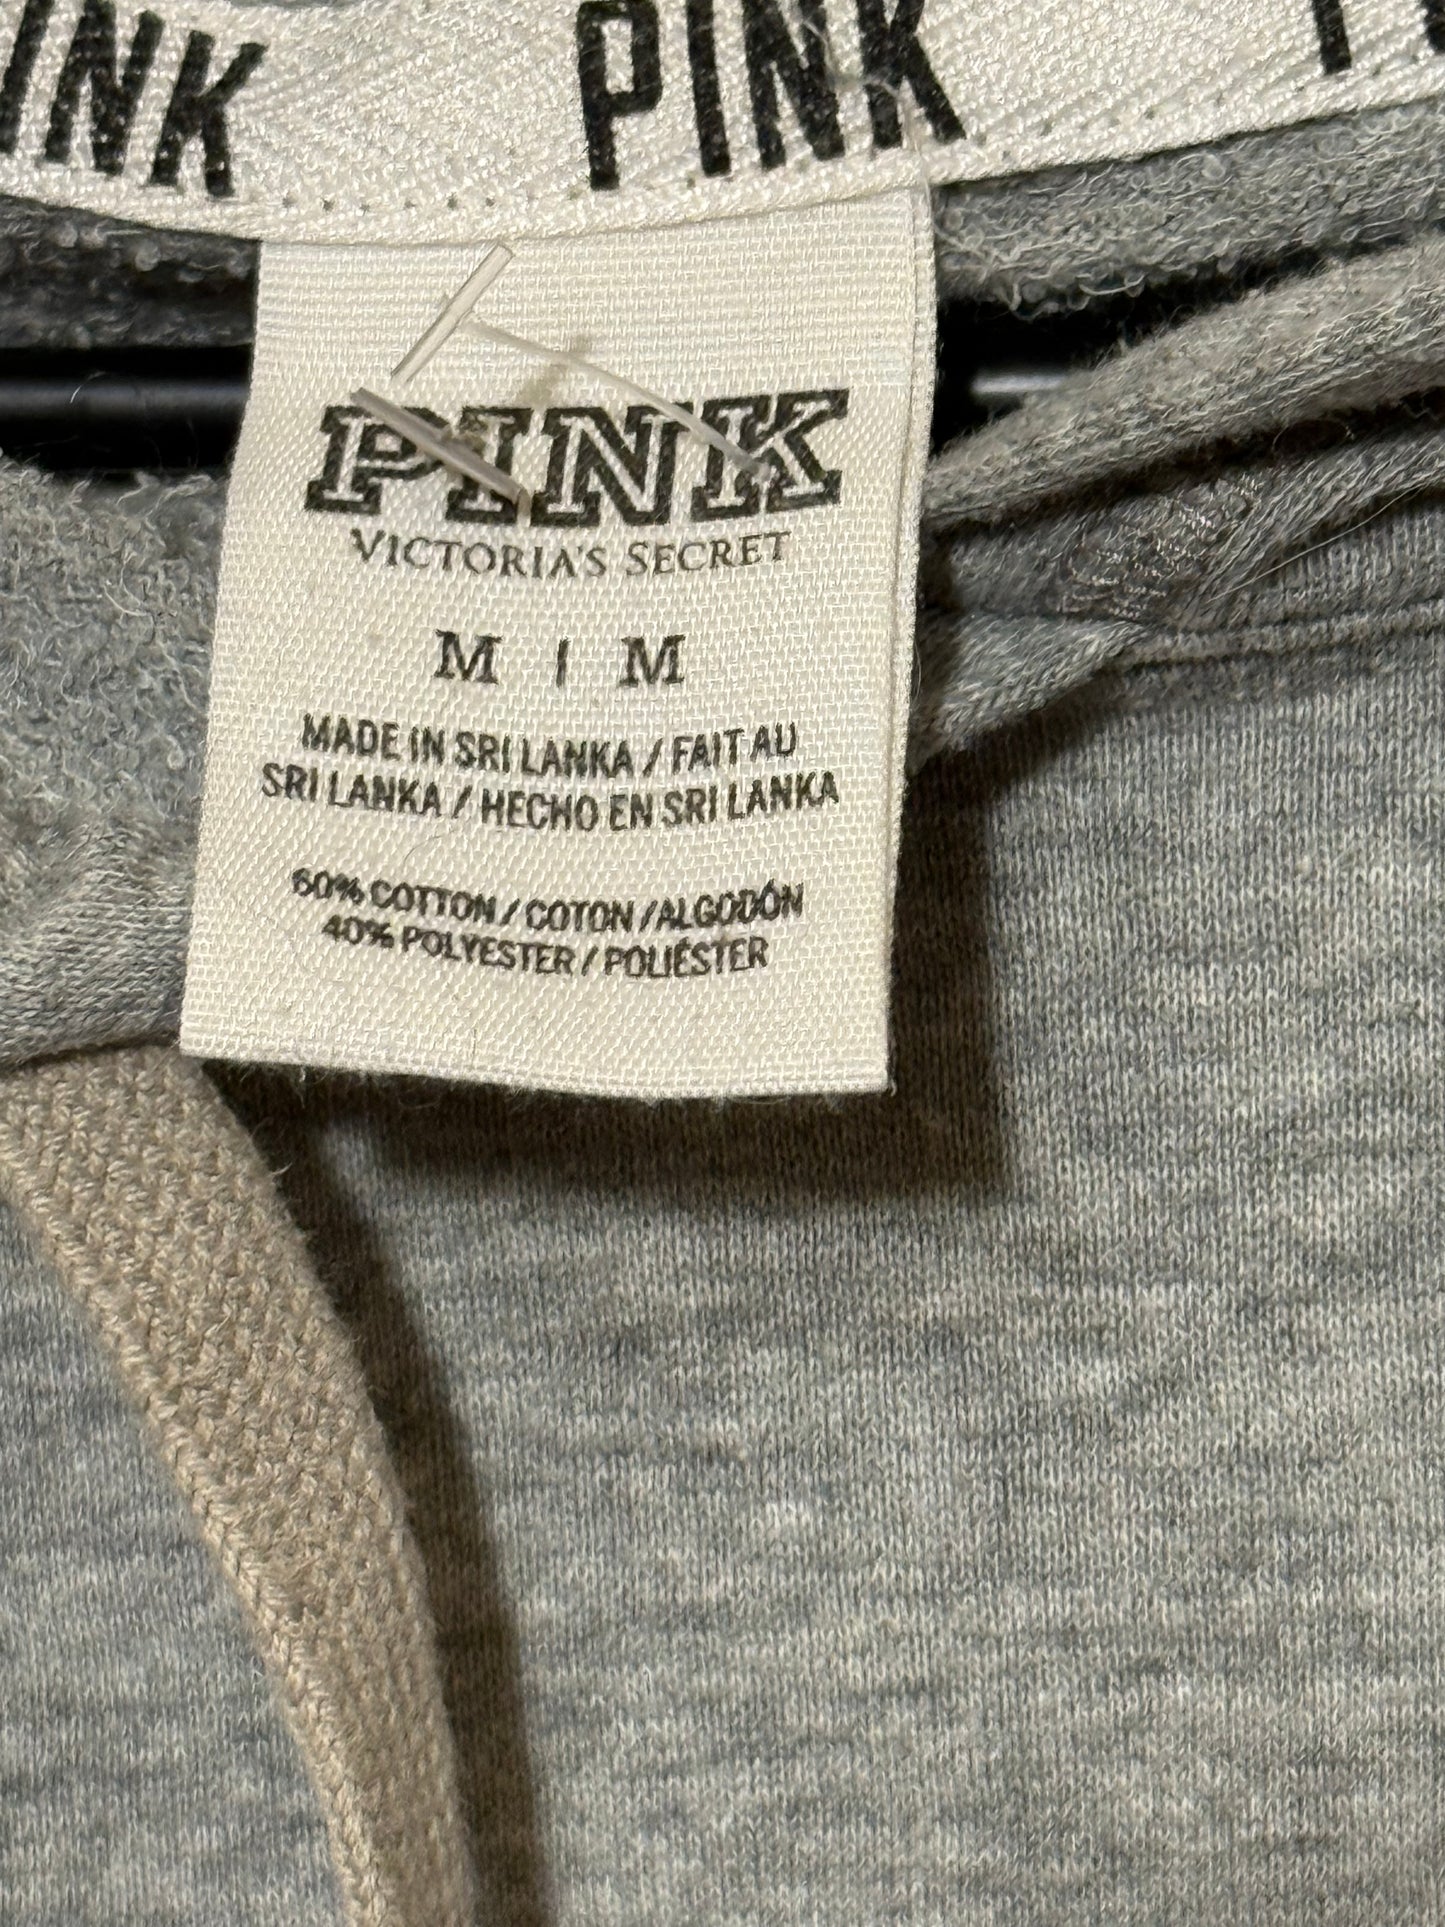 PINK PINK
PINK
VICTORIA'S SECRET
M | M
MADE IN SRI LANKA / FAIT AU
SRI LANKA / HECHO EN SRI LANKA
60% COTTON / COTON / ALGODÓN
40% POLYESTER / POLIÉSTER